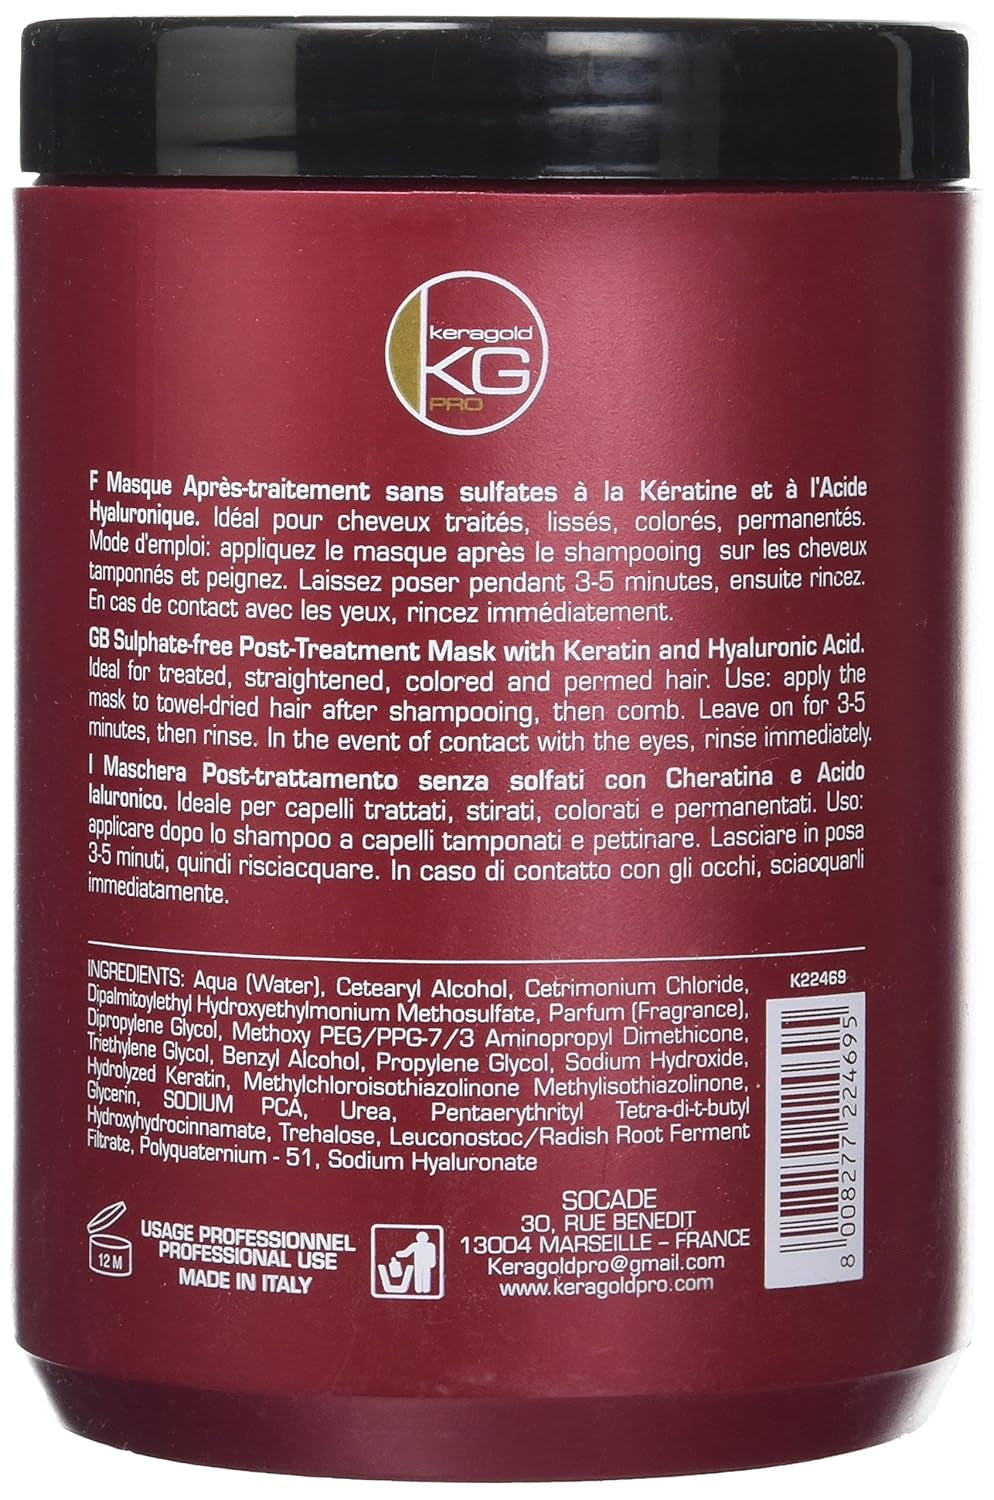 keragold
KG
PRO
F Masque Après-traitement sans sulfates à la Kératine et à l'Acide
Hyaluronique. Idéal pour cheveux traités, lissés, colorés, permanentés.
Mode d'emploi: appliquez le masque après le shampooing sur les cheveux
tamponnés et peignez. Laissez poser pendant 3-5 minutes, ensuite rincez.
En cas de contact avec les yeux, rincez immédiatement.
GB Sulphate-free Post-Treatment Mask with Keratin and Hyaluronic Acid.
Ideal for treated, straightened, colored and permed hair. Use: apply the
mask to towel-dried hair after shampooing, then comb. Leave on for 3-5
minutes, then rinse. In the event of contact with the eyes, rinse immediately.
I Maschera Post-trattamento senza solfati con Cheratina e Acido
Ialuronico. Ideale per capelli trattati, stirati, colorati e permanentati. Uso:
applicare dopo lo shampoo a capelli tamponati e pettinare. Lasciare in posa
3-5 minuti, quindi risciacquare. In caso di contatto con gli occhi, sciacquarli
immediatamente.
INGREDIENTS: Aqua (Water), Cetearyl Alcohol, Cetrimonium Chloride,
Dipalmitoylethyl Hydroxyethylmonium Methosulfate, Parfum (Fragrance),
Dipropylene Glycol, Methoxy PEG/PPG-7/3 Aminopropyl Dimethicone,
Triethylene Glycol, Benzyl Alcohol, Propylene Glycol, Sodium Hydroxide,
Hydrolyzed Keratin, Methylchloroisothiazolinone Methylisothiazolinone,
Glycerin, SODIUM PCA, Urea, Pentaerythrityl Tetra-di-t-butyl
Hydroxyhydrocinnamate, Trehalose, Leuconostoc/Radish Root Ferment
Filtrate, Polyquaternium - 51, Sodium Hyaluronate
K22469
8 008277 224695
12 M
USAGE PROFESSIONNEL
PROFESSIONAL USE
MADE IN ITALY
SOCADE
30, RUE BENEDIT
13004 MARSEILLE - FRANCE
Keragoldpro@gmail.com
www.keragoldpro.com